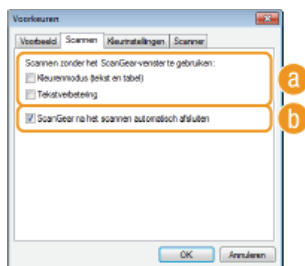 Voorkeuren
Voorbeeld Scannen Kleurinstellingen Scanner
Scannen zonder het ScanGear-venster te gebruiken:
Kleurenmodus (tekst en tabel)
Tekstverbetering
a
ScanGear na het scannen automatisch afsluiten
b
OK Annuleren